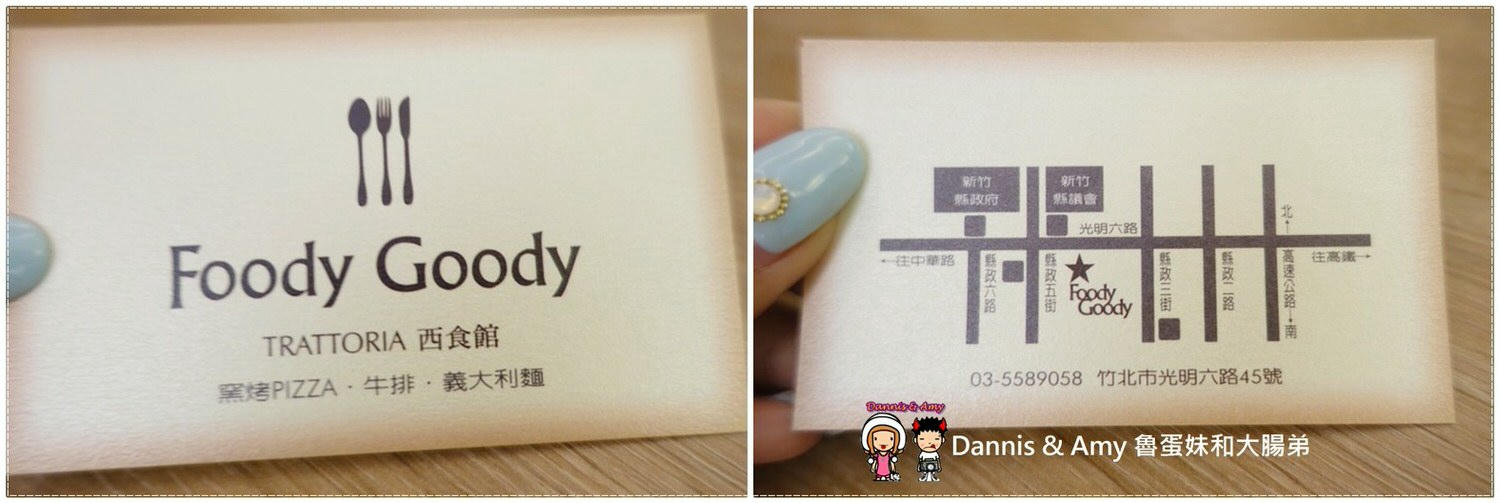 Foody Goody
TRATTORIA 西食館
窯烤PIZZA · 牛排 · 義大利麵
新竹
縣政府
新竹
縣議會
光明六路
←往中華路
往高鐵→
縣政六路
縣政五街
Foody
Goody
縣政三街
縣政二路
北
高速公路
南
03-5589058 竹北市光明六路45號
Dannis & Amy
Dannis & Amy 魯蛋妹和大腸弟